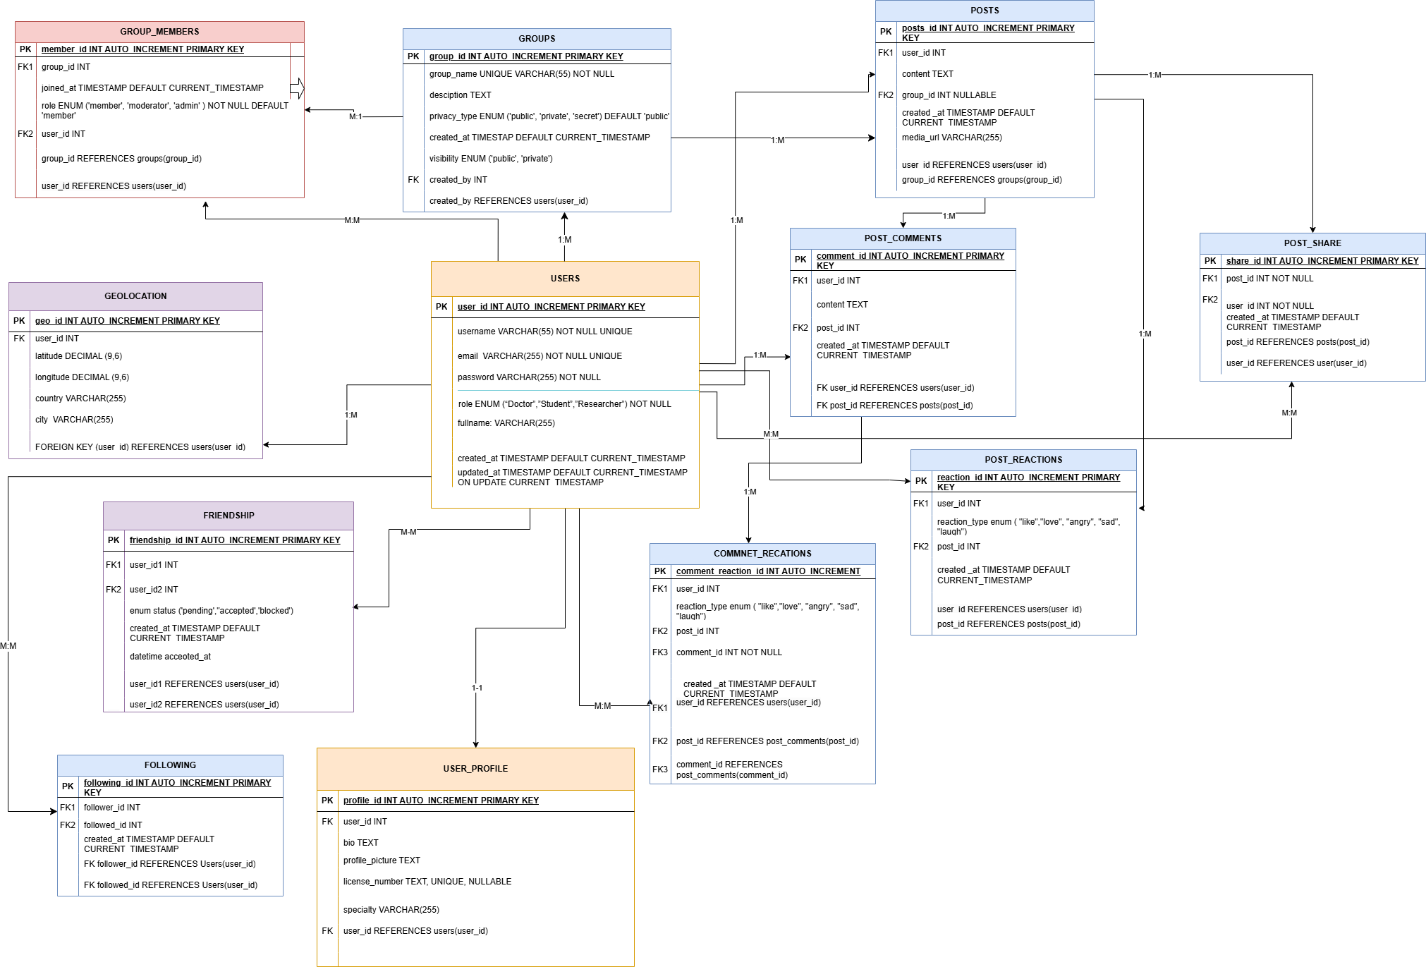 GROUP_MEMBERS
PK member_id INT AUTO_INCREMENT PRIMARY KEY
FK1 group_id INT
joined_at TIMESTAMP DEFAULT CURRENT_TIMESTAMP
role ENUM ('member', 'moderator', 'admin' ) NOT NULL DEFAULT
'member'
FK2 user_id INT
group_id REFERENCES groups(group_id)
user_id REFERENCES users(user_id)
M:1
GROUPS
PK group_id INT AUTO_INCREMENT PRIMARY KEY
group_name UNIQUE VARCHAR(55) NOT NULL
desciption TEXT
privacy_type ENUM ('public', 'private', 'secret') DEFAULT 'public'
created_at TIMESTAP DEFAULT CURRENT_TIMESTAMP
visibility ENUM ('public', 'private')
FK created_by INT
created_by REFERENCES users(user_id)
1:M
POSTS
PK posts_id INT AUTO_INCREMENT PRIMARY
KEY
FK1 user_id INT
content TEXT
FK2 group_id INT NULLABLE
created_at TIMESTAMP DEFAULT
CURRENT_TIMESTAMP
media_url VARCHAR(255)
user_id REFERENCES users(user_id)
group_id REFERENCES groups(group_id)
1:M
1:M
1:M
1:M
M:M
1:M
POST_COMMENTS
PK comment_id INT AUTO_INCREMENT PRIMARY
KEY
FK1 user_id INT
content TEXT
FK2 post_id INT
created _at TIMESTAMP DEFAULT
CURRENT_TIMESTAMP
FK user_id REFERENCES users(user_id)
FK post_id REFERENCES posts(post_id)
POST_SHARE
PK share_id INT AUTO_INCREMENT PRIMARY KEY
FK1 post_id INT NOT NULL
FK2 user_id INT NOT NULL
created _at TIMESTAMP DEFAULT
CURRENT_TIMESTAMP
post_id REFERENCES posts(post_id)
user_id REFERENCES user(user_id)
USERS
PK user_id INT AUTO_INCREMENT PRIMARY KEY
username VARCHAR(55) NOT NULL UNIQUE
email VARCHAR(255) NOT NULL UNIQUE
password VARCHAR(255) NOT NULL
role ENUM ("Doctor","Student","Researcher") NOT NULL
fullname: VARCHAR(255)
created_at TIMESTAMP DEFAULT CURRENT_TIMESTAMP
updated_at TIMESTAMP DEFAULT CURRENT_TIMESTAMP
ON UPDATE CURRENT_TIMESTAMP
GEOLOCATION
PK geo_id INT AUTO_INCREMENT PRIMARY KEY
FK user_id INT
latitude DECIMAL (9,6)
longitude DECIMAL (9,6)
country VARCHAR(255)
city VARCHAR(255)
FOREIGN KEY (user_id) REFERENCES users(user_id)
1:M
1:M
M:M
M:M
1:M
POST_REACTIONS
PK reaction_id INT AUTO_INCREMENT PRIMARY
KEY
FK1 user_id INT
reaction_type enum ( "like","love", "angry", "sad",
"laugh")
FK2 post_id INT
created _at TIMESTAMP DEFAULT
CURRENT_TIMESTAMP
user_id REFERENCES users(user_id)
post_id REFERENCES posts(post_id)
FRIENDSHIP
PK friendship_id INT AUTO_INCREMENT PRIMARY KEY
FK1 user_id1 INT
FK2 user_id2 INT
enum status ('pending',"accepted",'blocked')
created_at TIMESTAMP DEFAULT
CURRENT_TIMESTAMP
datetime acceoted_at
user_id1 REFERENCES users(user_id)
user_id2 REFERENCES users(user_id)
M-M
M:M
COMMNET_RECATIONS
PK comment_reaction_id INT AUTO_INCREMENT
FK1 user_id INT
reaction_type enum ( "like","love", "angry", "sad",
"laugh")
FK2 post_id INT
FK3 comment_id INT NOT NULL
created _at TIMESTAMP DEFAULT
CURRENT_TIMESTAMP
FK1 user_id REFERENCES users(user_id)
FK2 post_id REFERENCES post_comments(post_id)
FK3 comment_id REFERENCES
post_comments(comment_id)
1-1
M:M
FOLLOWING
PK following_id INT AUTO_INCREMENT PRIMARY
KEY
FK1 follower_id INT
FK2 followed_id INT
created_at TIMESTAMP DEFAULT
CURRENT_TIMESTAMP
FK follower_id REFERENCES Users(user_id)
FK followed_id REFERENCES Users(user_id)
USER_PROFILE
PK profile_id INT AUTO_INCREMENT PRIMARY KEY
FK user_id INT
bio TEXT
profile_picture TEXT
license_number TEXT, UNIQUE, NULLABLE
specialty VARCHAR(255)
FK user_id REFERENCES users(user_id)